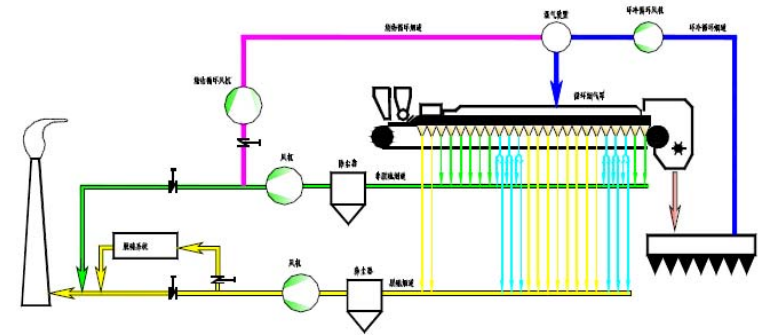 烧结循环烟道
混气装置
环冷循环风机
环冷循环烟道
烧结循环风机
循环烟气罩
风机
除尘器
非脱硫烟道
脱硫系统
风机
除尘器
脱硫烟道